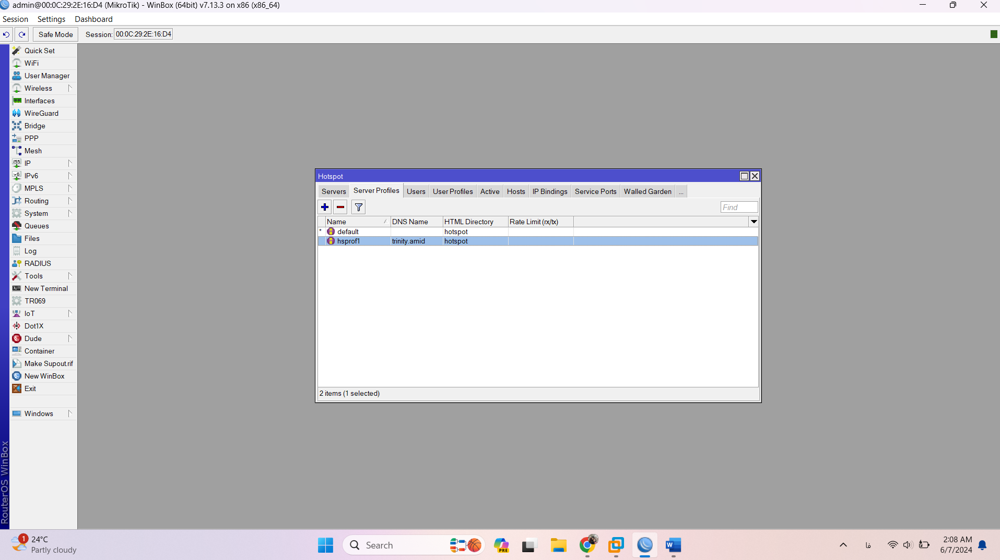 admin@00:0C:29:2E:16:D4 (MikroTik) - WinBox (64bit) v7.13.3 on x86 (x86_64)
Session Settings Dashboard
Safe Mode Session: 00:0C:29:2E:16:D4
Quick Set
WiFi
User Manager
Wireless
Interfaces
WireGuard
Bridge
PPP
Mesh
IP
IPv6
MPLS
Routing
System
Queues
Files
Log
RADIUS
Tools
New Terminal
TR069
IoT
Dot1X
Dude
Container
Make Supout.rif
New WinBox
Exit
Windows
RouterOS WinBox
Hotspot
Servers Server Profiles Users User Profiles Active Hosts IP Bindings Service Ports Walled Garden ...
Find
Name DNS Name HTML Directory Rate Limit (rx/tx)
* default hotspot
hsprof1 trinity.amid hotspot
2 items (1 selected)
1
24°C
Partly cloudy
Search
PRE
فا
2:08 AM
6/7/2024